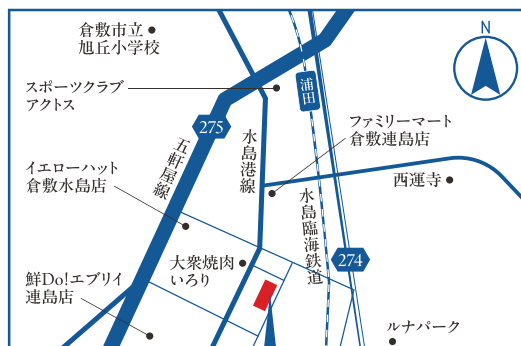 倉敷市立
旭丘小学校
N
浦田
スポーツクラブ
アクトス
275
五軒屋線
水島港線
ファミリーマート
倉敷連島店
イエローハット
倉敷水島店
西運寺
水島臨海鉄道
大衆焼肉
いろり
274
鮮Do!エブリイ
連島店
ルナパーク